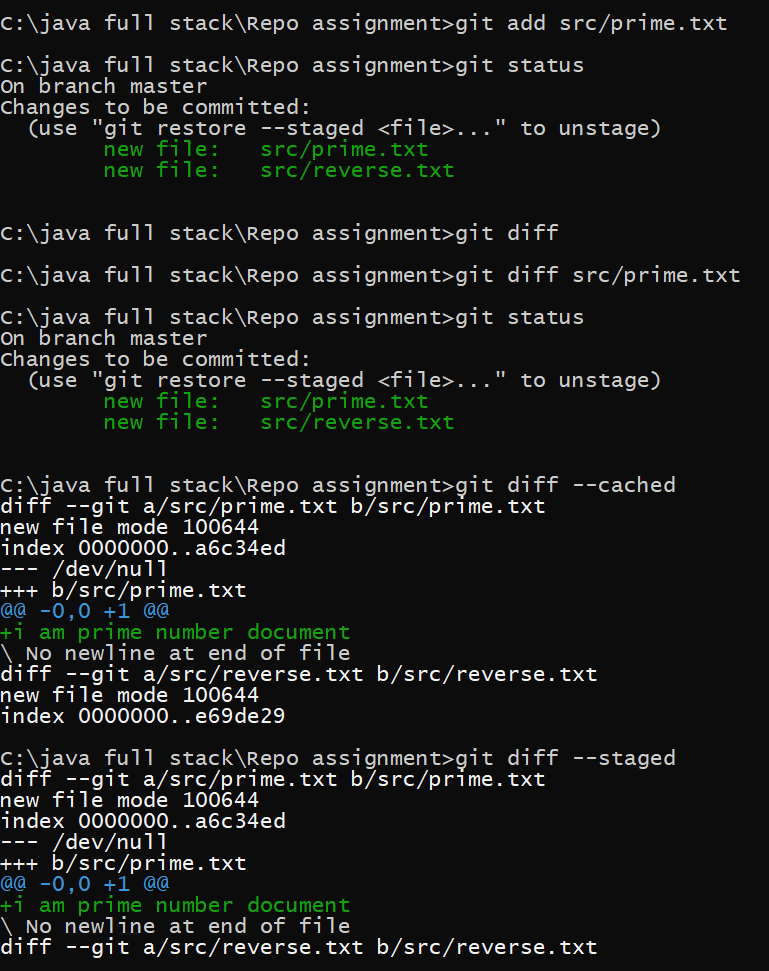 C:\java full stack\Repo assignment>git add src/prime.txt
C:\java full stack\Repo assignment>git status
On branch master
Changes to be committed:
  (use "git restore --staged <file>..." to unstage)
        new file:   src/prime.txt
        new file:   src/reverse.txt
C:\java full stack\Repo assignment>git diff
C:\java full stack\Repo assignment>git diff src/prime.txt
C:\java full stack\Repo assignment>git status
On branch master
Changes to be committed:
  (use "git restore --staged <file>..." to unstage)
        new file:   src/prime.txt
        new file:   src/reverse.txt
C:\java full stack\Repo assignment>git diff --cached
diff --git a/src/prime.txt b/src/prime.txt
new file mode 100644
index 0000000..a6c34ed
--- /dev/null
+++ b/src/prime.txt
@@ -0,0 +1 @@
+i am prime number document
\ No newline at end of file
diff --git a/src/reverse.txt b/src/reverse.txt
new file mode 100644
index 0000000..e69de29
C:\java full stack\Repo assignment>git diff --staged
diff --git a/src/prime.txt b/src/prime.txt
new file mode 100644
index 0000000..a6c34ed
--- /dev/null
+++ b/src/prime.txt
@@ -0,0 +1 @@
+i am prime number document
\ No newline at end of file
diff --git a/src/reverse.txt b/src/reverse.txt